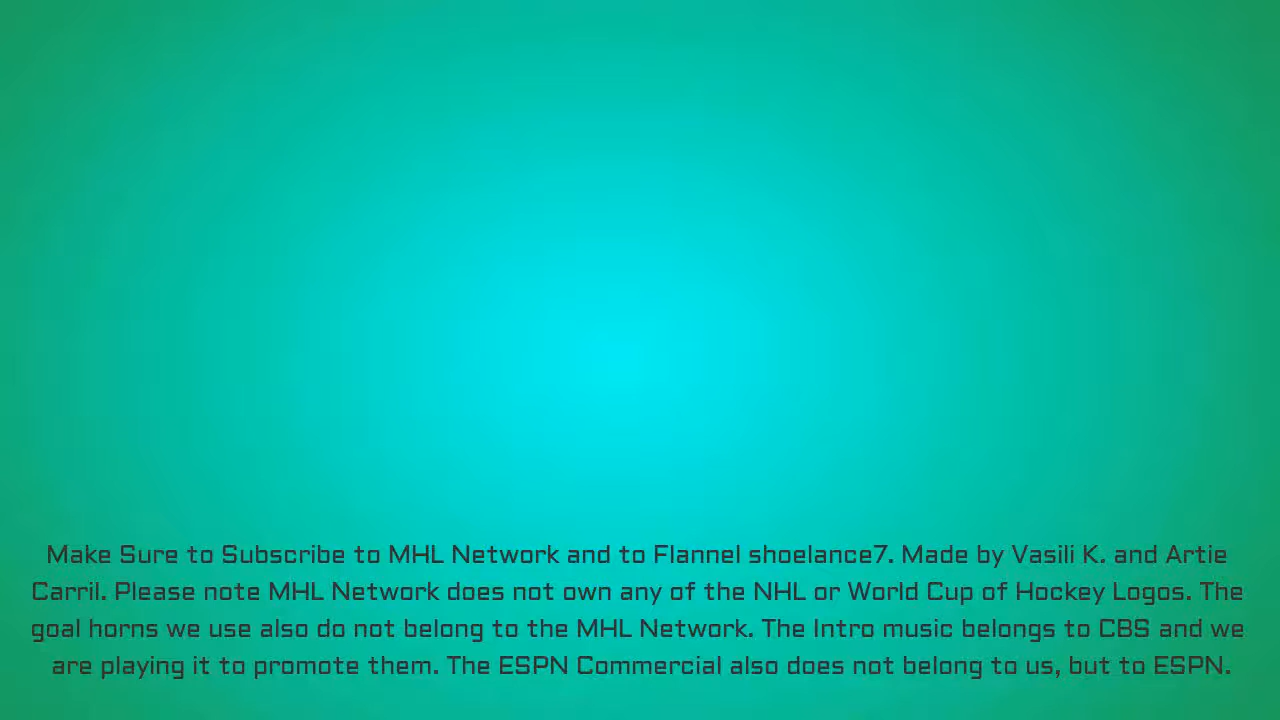 Make Sure to Subscribe to MHL Network and to Flannel shoelance7. Made by Vasili K. and Artie
Carril. Please note MHL Network does not own any of the NHL or World Cup of Hockey Logos. The
goal horns we use also do not belong to the MHL Network. The Intro music belongs to CBS and we
are playing it to promote them. The ESPN Commercial also does not belong to us, but to ESPN.